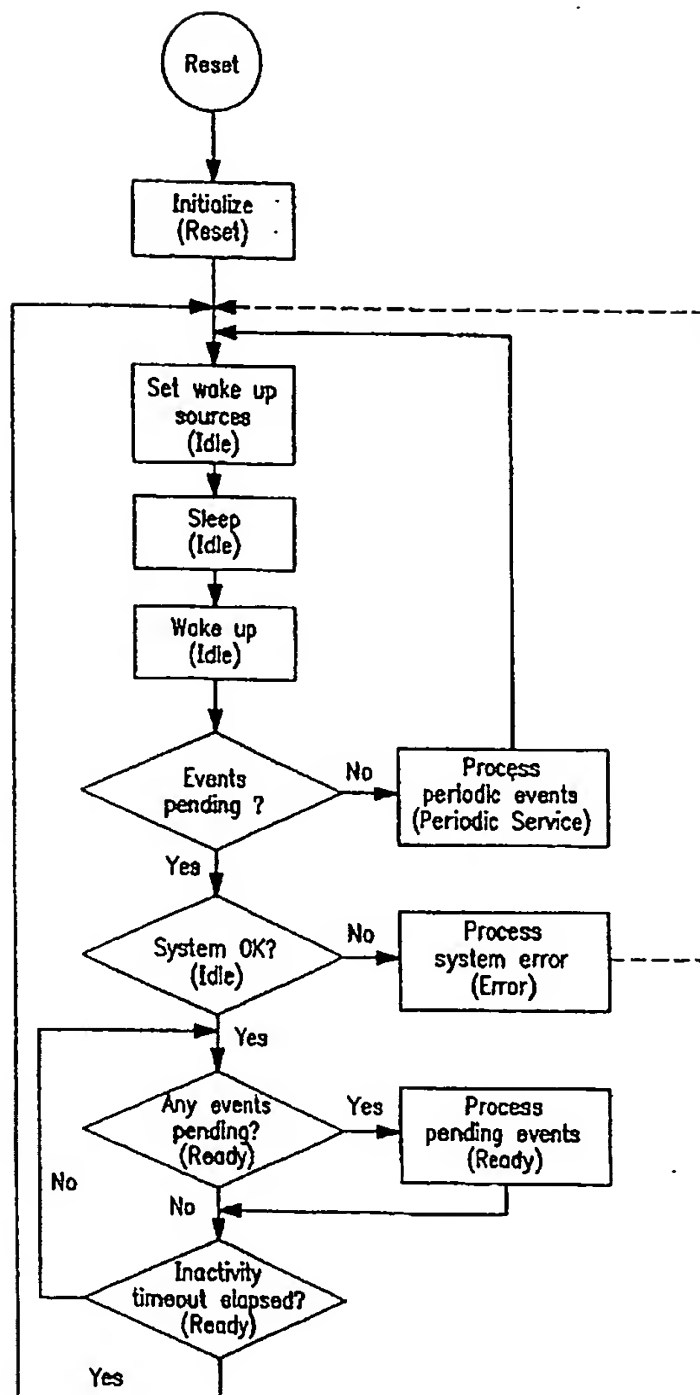 Reset
Initialize
(Reset)
Set wake up
sources
(Idle)
Sleep
(Idle)
Wake up
(Idle)
Events
pending ?
No
Process
periodic events
(Periodic Service)
Yes
System OK?
(Idle)
No
Process
system error
(Error)
Yes
Any events
pending?
(Ready)
Yes
Process
pending events
(Ready)
No
No
Inactivity
timeout elapsed?
(Ready)
Yes